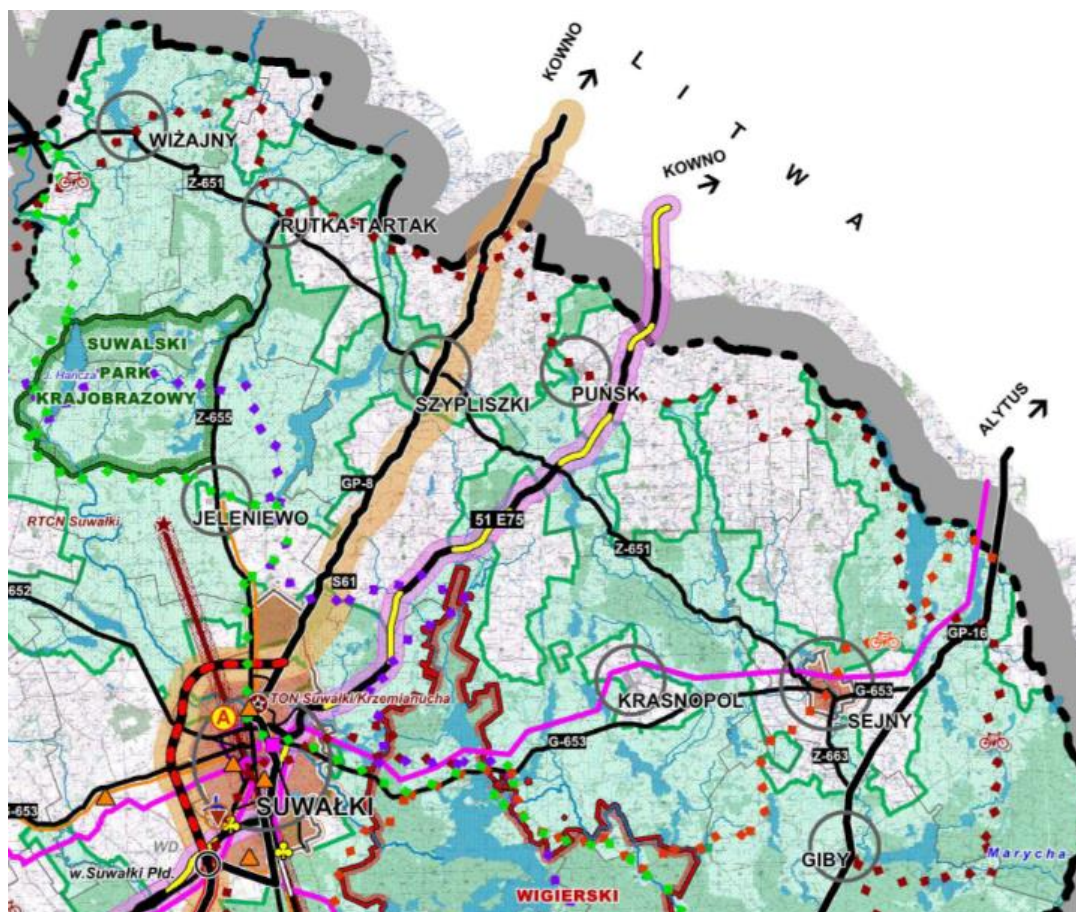 KOWNO
L I T W A
KOWNO
WIŻAJNY
Z-651
RUTKA-TARTAK
SUWALSKI
PARK
KRAJOBRAZOWY
J. Hańcza
SZYPLISZKI
PUŃSK
ALYTUS
Z-655
GP-8
JELENIEWO
RTCN Suwałki
51 E75
Z-651
652
S61
GP-16
TON Suwałki/Krzemianucha
A
KRASNOPOL
G-653
SEJNY
G-653
Z-663
-653
SUWAŁKI
WD
w.Suwałki Płd.
GIBY
Marycha
WIGIERSKI